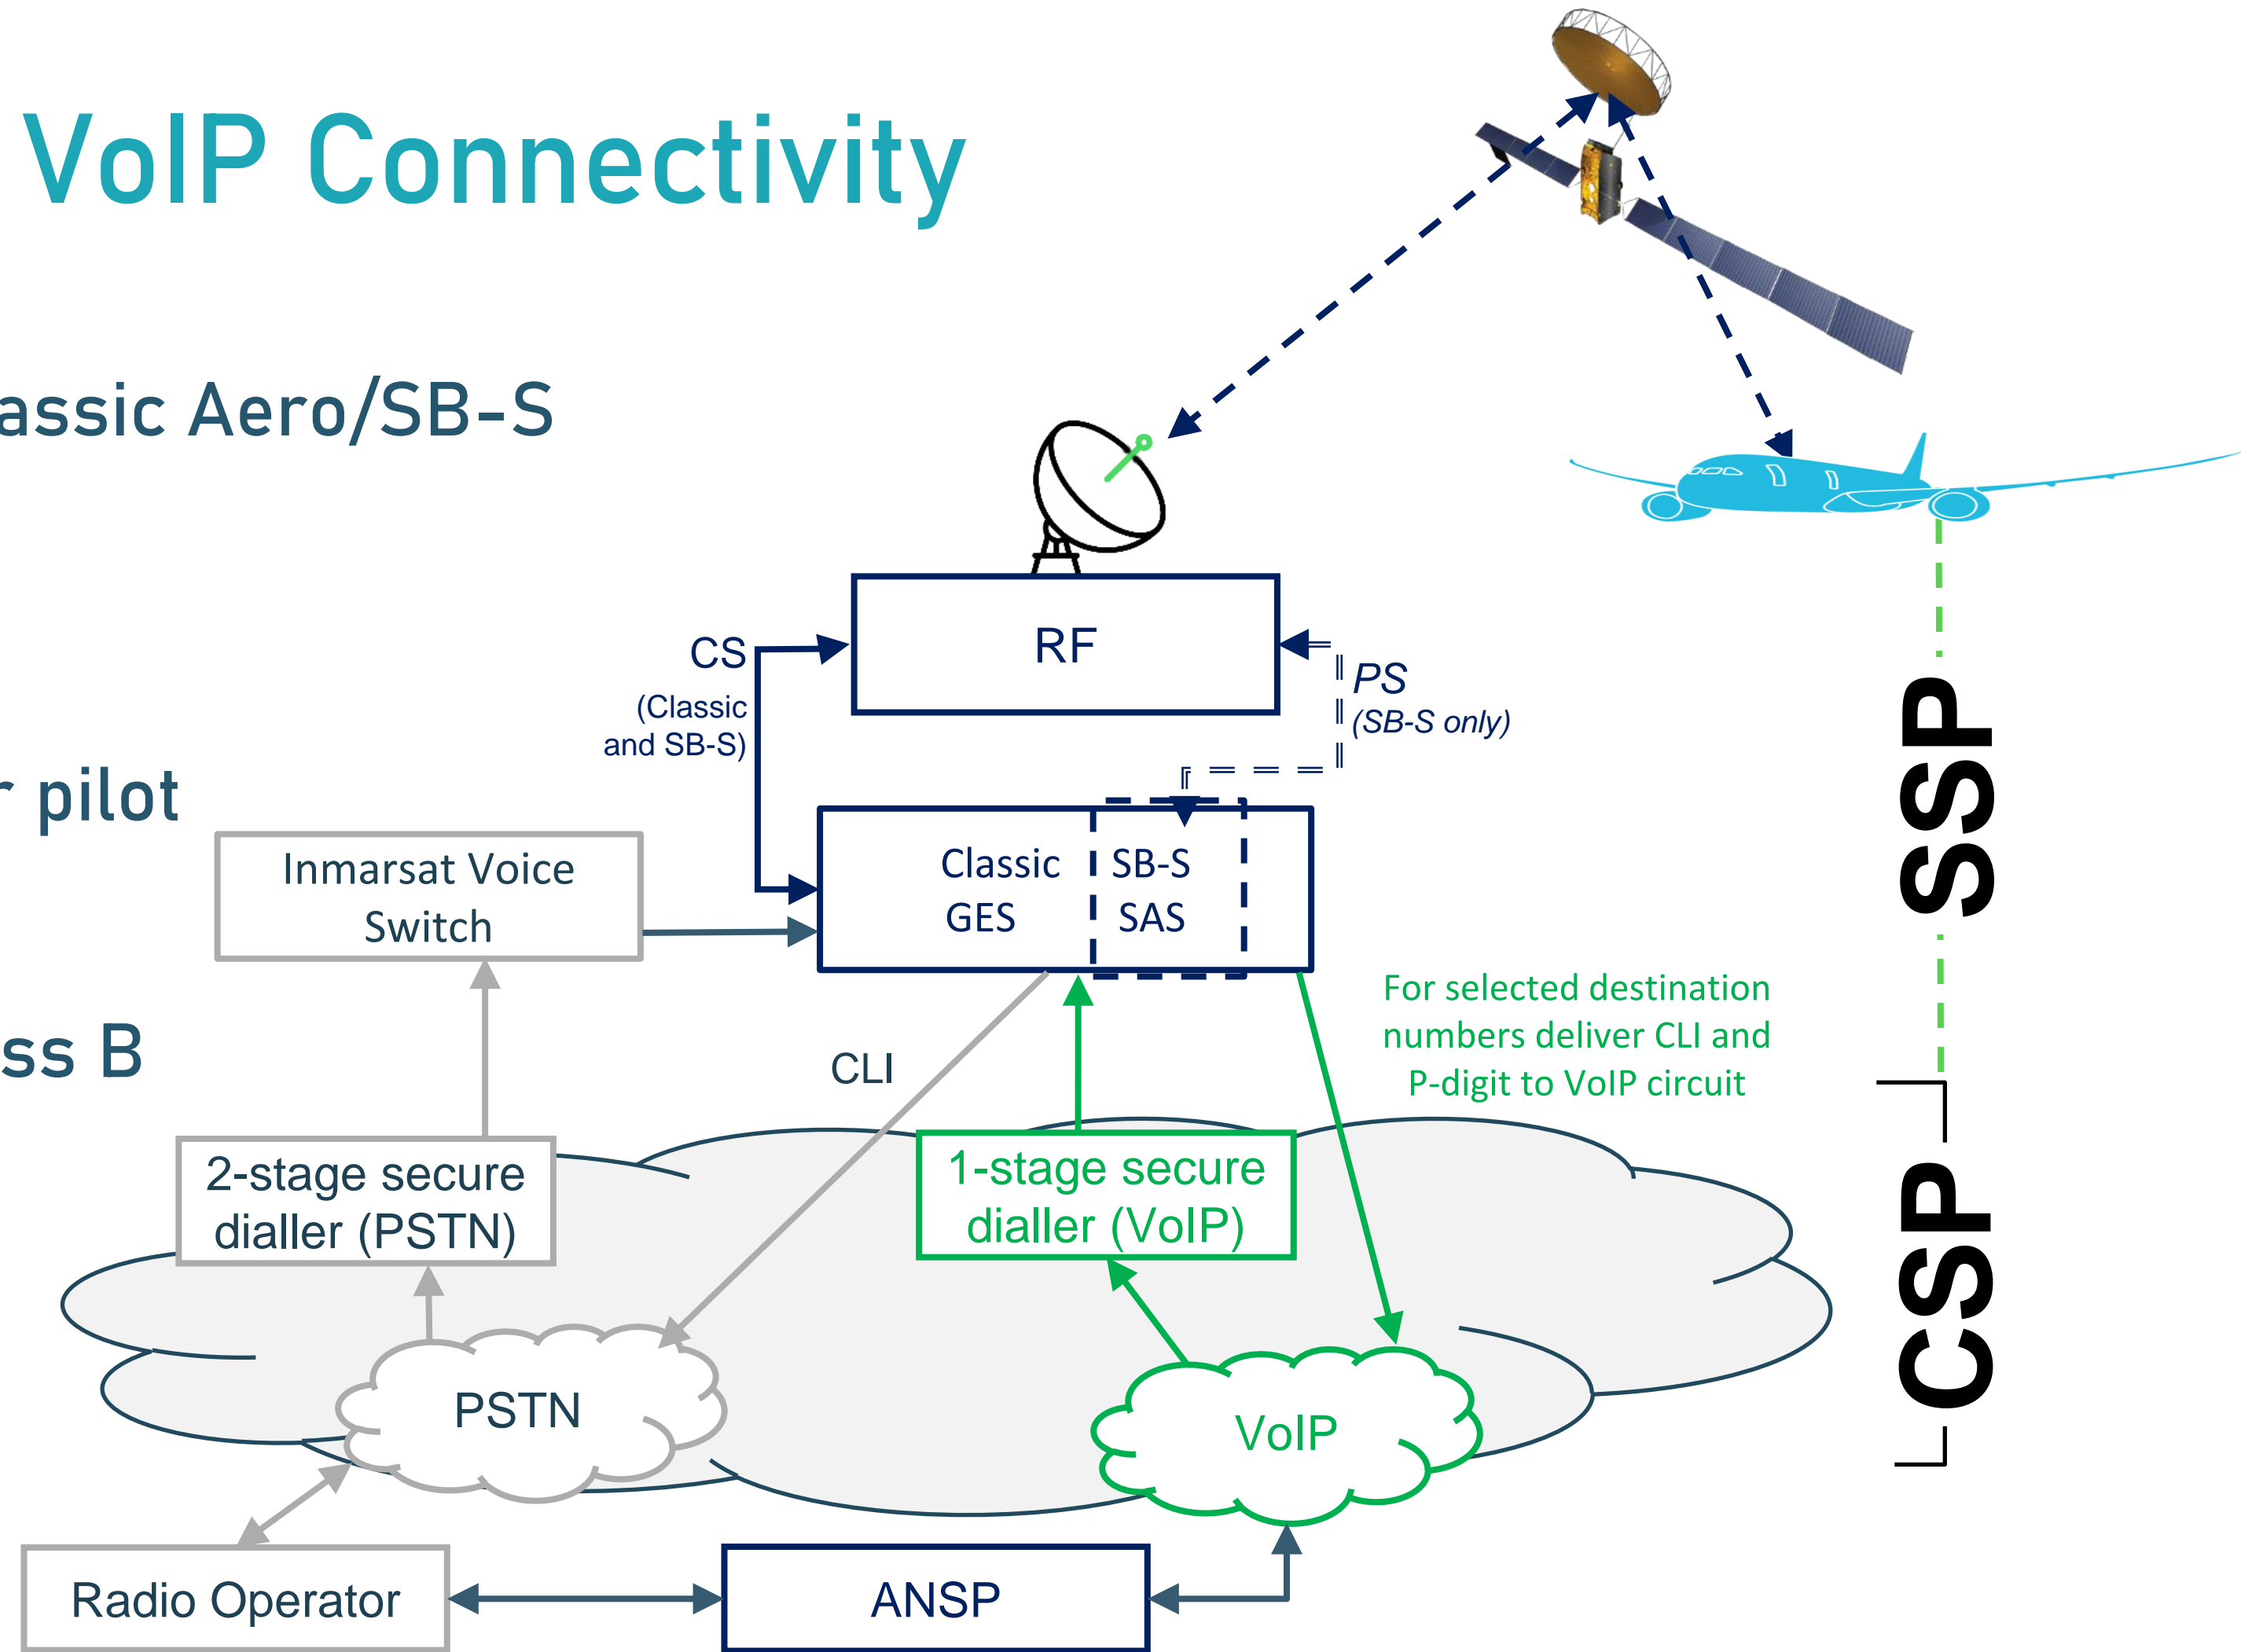 VoIP Connectivity
assic Aero/SB-S
RF
CS
(Classic
and SB-S)
PS
(SB-S only)
SSP
r pilot
Inmarsat Voice
Switch
Classic
GES
SB-S
SAS
For selected destination
numbers deliver CLI and
P-digit to VoIP circuit
ss B
CLI
2-stage secure
dialler (PSTN)
1-stage secure
dialler (VoIP)
CSP
PSTN
VoIP
Radio Operator
ANSP